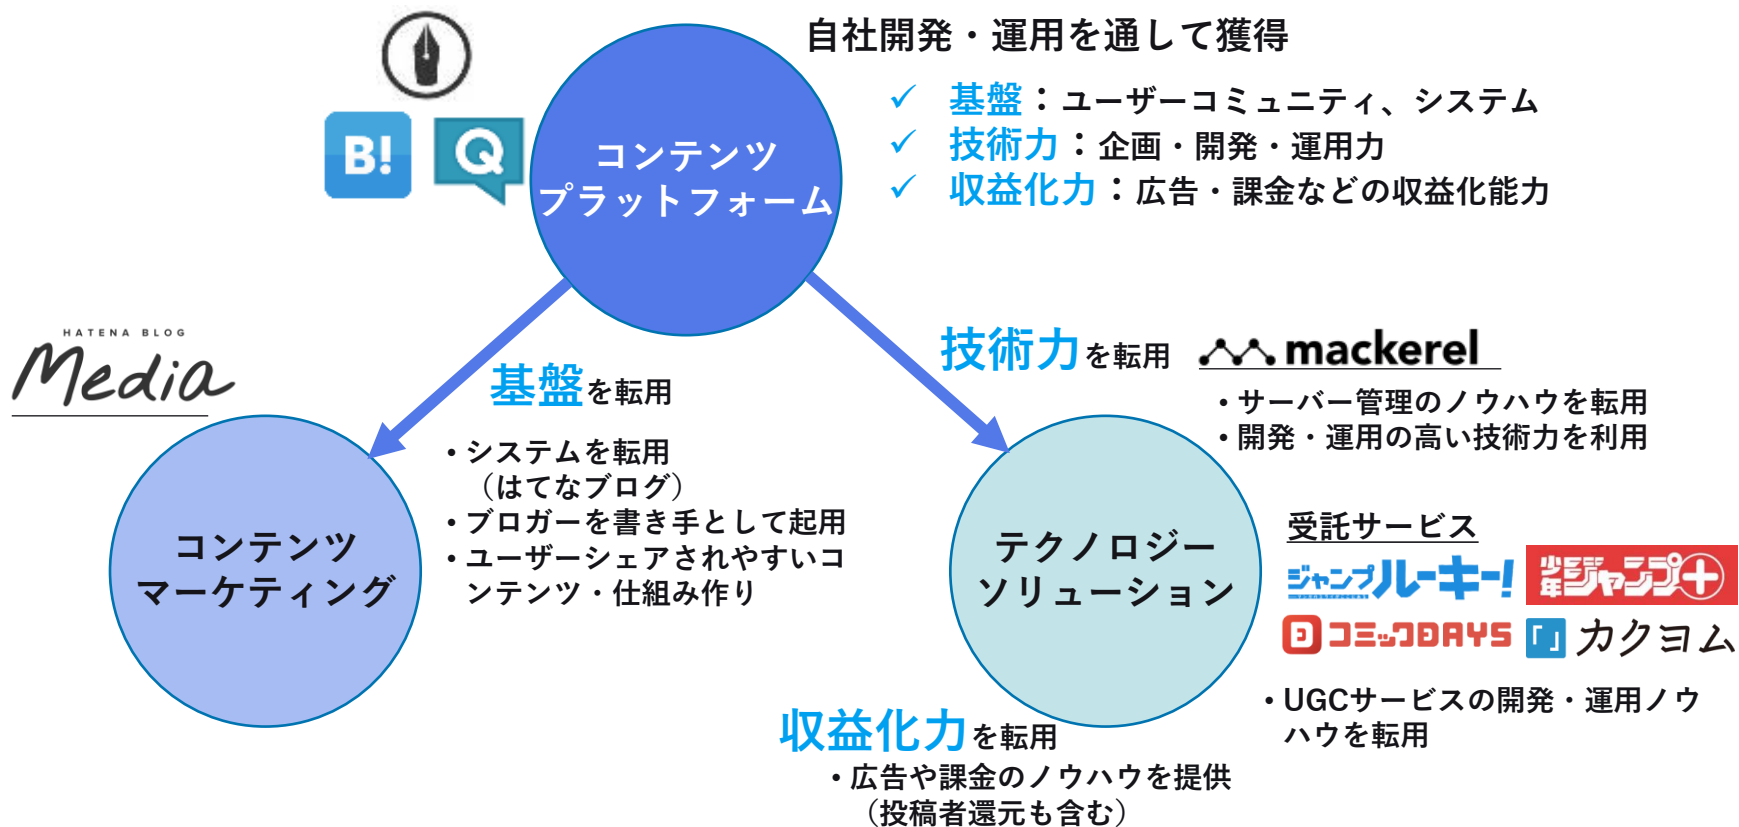 自社開発・運用を通して獲得
✓ 基盤：ユーザーコミュニティ、システム
✓ 技術力：企画・開発・運用力
✓ 収益化力：広告・課金などの収益化能力
B!
Q
コンテンツ
プラットフォーム
HATENA BLOG
Media
基盤を転用
・システムを転用
（はてなブログ）
・ブロガーを書き手として起用
・ユーザーシェアされやすいコ
ンテンツ・仕組み作り
コンテンツ
マーケティング
技術力を転用
mackerel
・サーバー管理のノウハウを転用
・開発・運用の高い技術力を利用
テクノロジー
ソリューション
受託サービス
ジャンプルーキー!
少年ジャンプ+
コミックDAYS
「」カクヨム
・UGCサービスの開発・運用ノウ
ハウを転用
収益化力を転用
・広告や課金のノウハウを提供
（投稿者還元も含む）